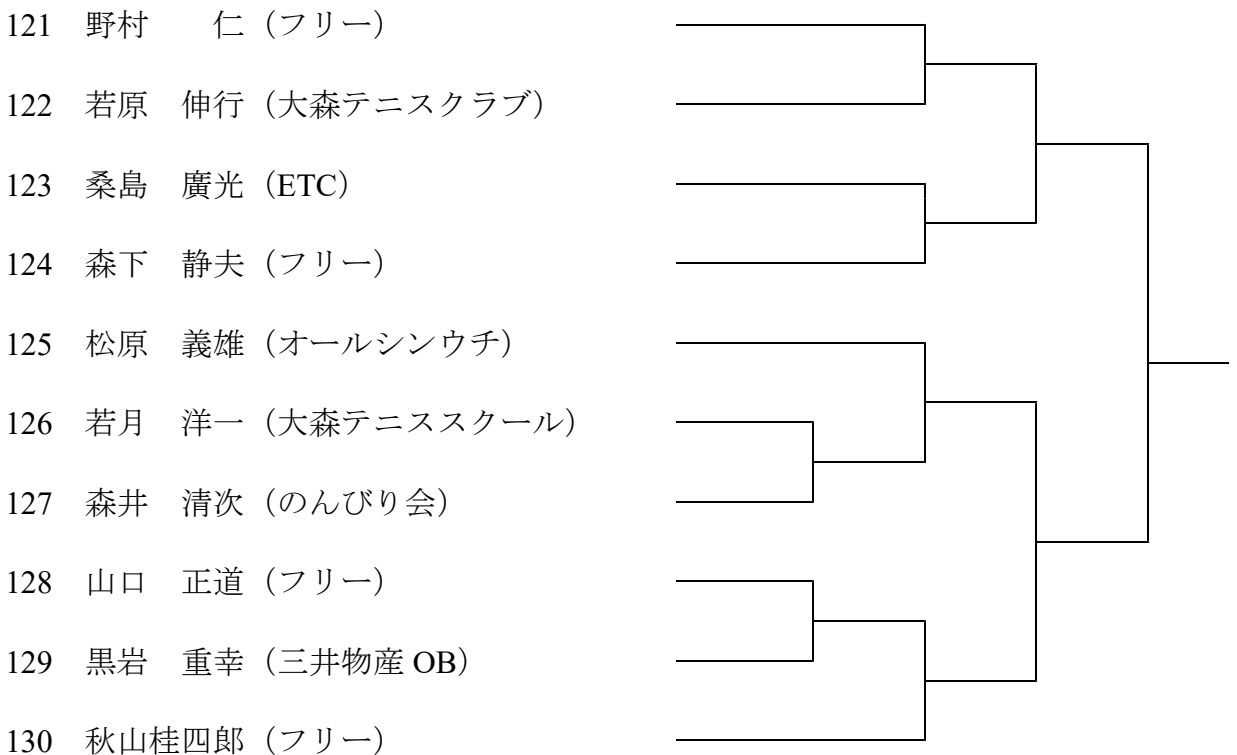 121 野村　　仁（フリー）
122 若原　伸行（大森テニスクラブ）
123 桑島　廣光（ETC）
124 森下　静夫（フリー）
125 松原　義雄（オールシンウチ）
126 若月　洋一（大森テニススクール）
127 森井　清次（のんびり会）
128 山口　正道（フリー）
129 黒岩　重幸（三井物産 OB）
130 秋山桂四郎（フリー）